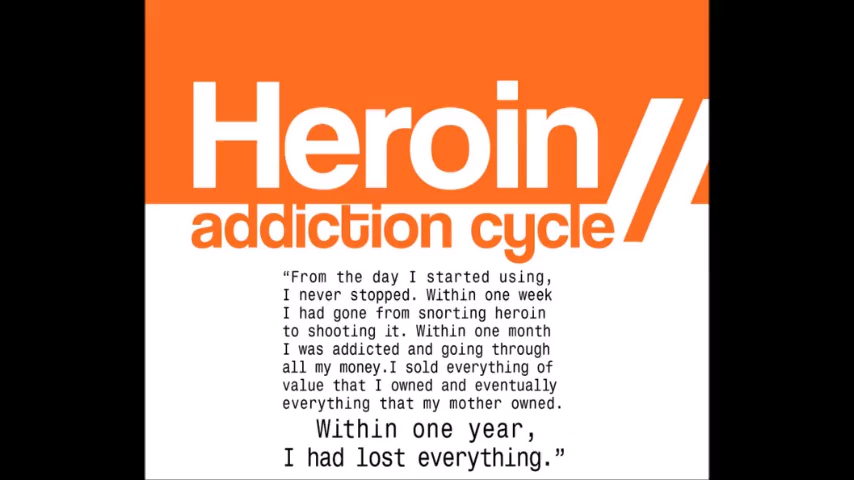 Heroin
addiction cycle
“From the day I started using,
I never stopped. Within one week
I had gone from snorting heroin
to shooting it. Within one month
I was addicted and going through
all my money.I sold everything of
value that I owned and eventually
everything that my mother owned.
Within one year,
I had lost everything.”